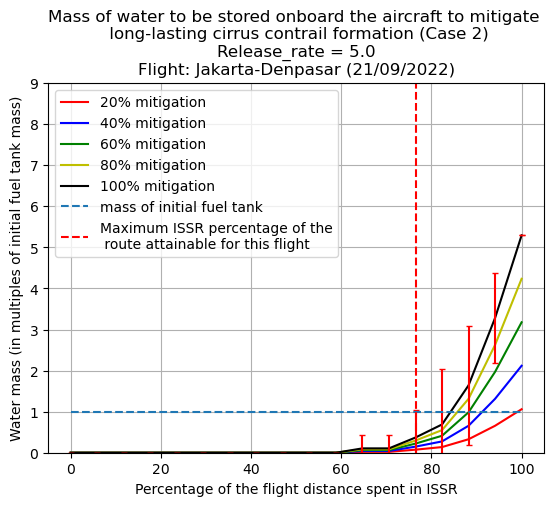 Mass of water to be stored onboard the aircraft to mitigate
long-lasting cirrus contrail formation (Case 2)
Release_rate = 5.0
Flight: Jakarta-Denpasar (21/09/2022)
Water mass (in multiples of initial fuel tank mass)
9
8
7
6
5
4
3
2
1
0
20% mitigation
40% mitigation
60% mitigation
80% mitigation
100% mitigation
mass of initial fuel tank
Maximum ISSR percentage of the
route attainable for this flight
0 20 40 60 80 100
Percentage of the flight distance spent in ISSR